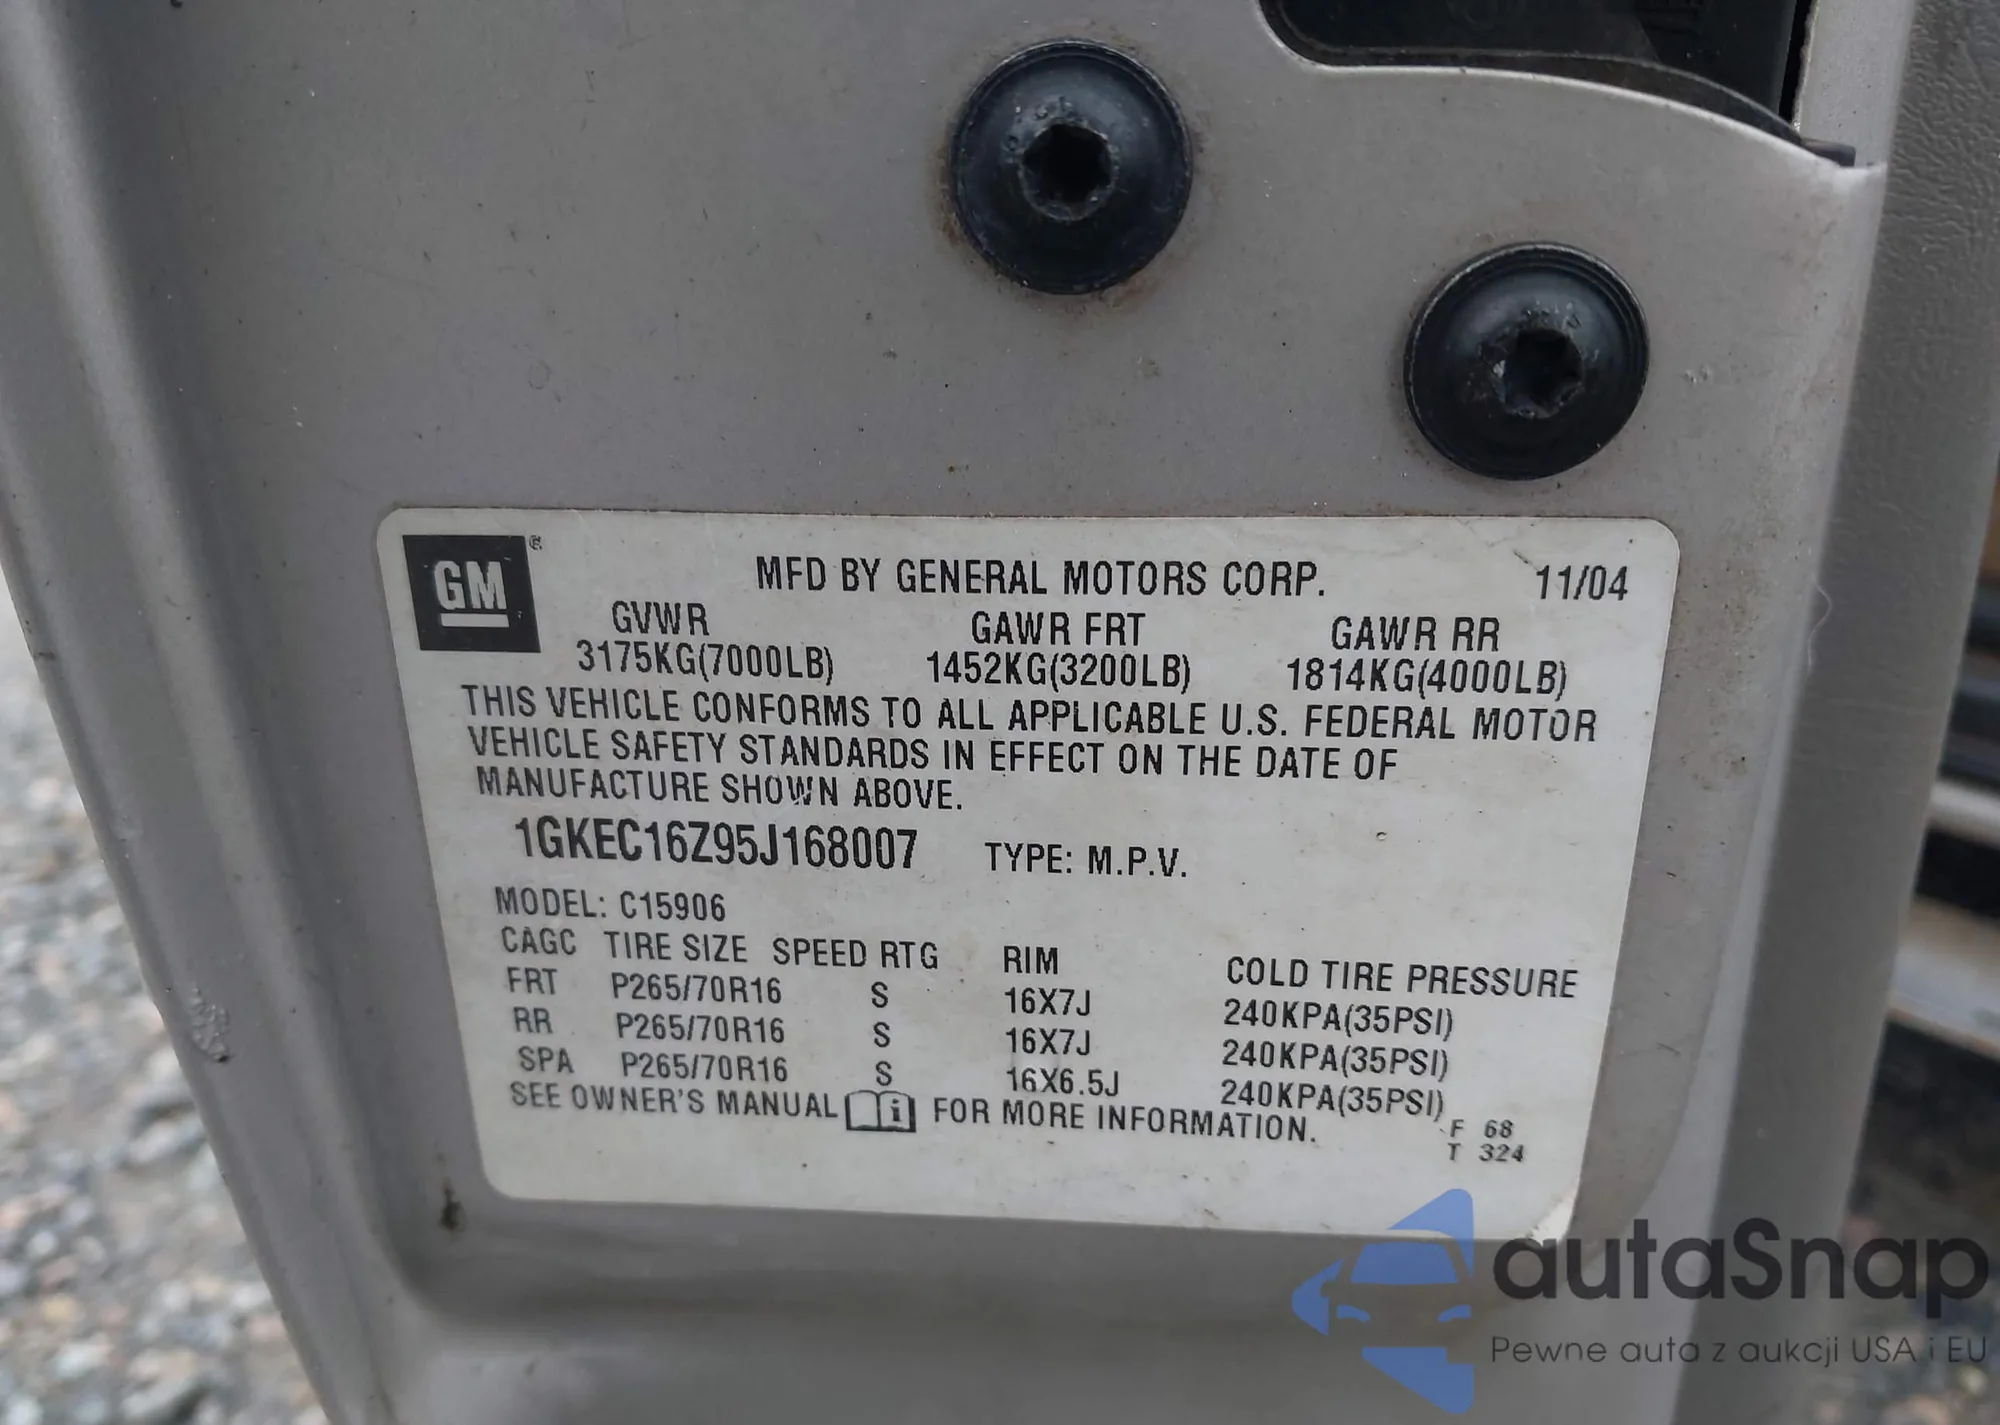 GM
MFD BY GENERAL MOTORS CORP. 11/04
GVWR GAWR FRT GAWR RR
3175KG(7000LB) 1452KG(3200LB) 1814KG(4000LB)
THIS VEHICLE CONFORMS TO ALL APPLICABLE U.S. FEDERAL MOTOR
VEHICLE SAFETY STANDARDS IN EFFECT ON THE DATE OF
MANUFACTURE SHOWN ABOVE.
1GKEC16Z95J168007 TYPE: M.P.V.
MODEL: C15906
CAGC TIRE SIZE SPEED RTG RIM COLD TIRE PRESSURE
FRT P265/70R16 S 16X7J 240KPA(35PSI)
RR P265/70R16 S 16X7J 240KPA(35PSI)
SPA P265/70R16 S 16X6.5J 240KPA(35PSI)
SEE OWNER'S MANUAL i FOR MORE INFORMATION.
F 68
T 324
autaSnap
Pewne auta z aukcji USA i EU